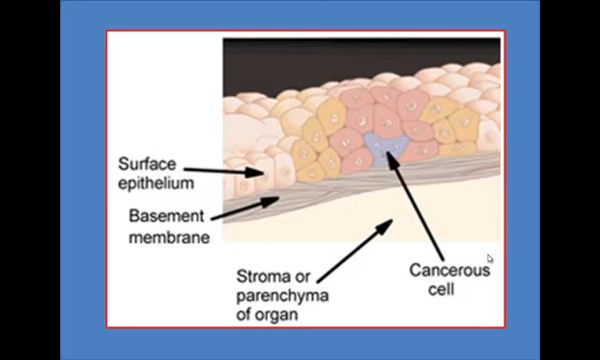 Surface
epithelium
Basement
membrane
Stroma or
parenchyma
of organ
Cancerous
cell